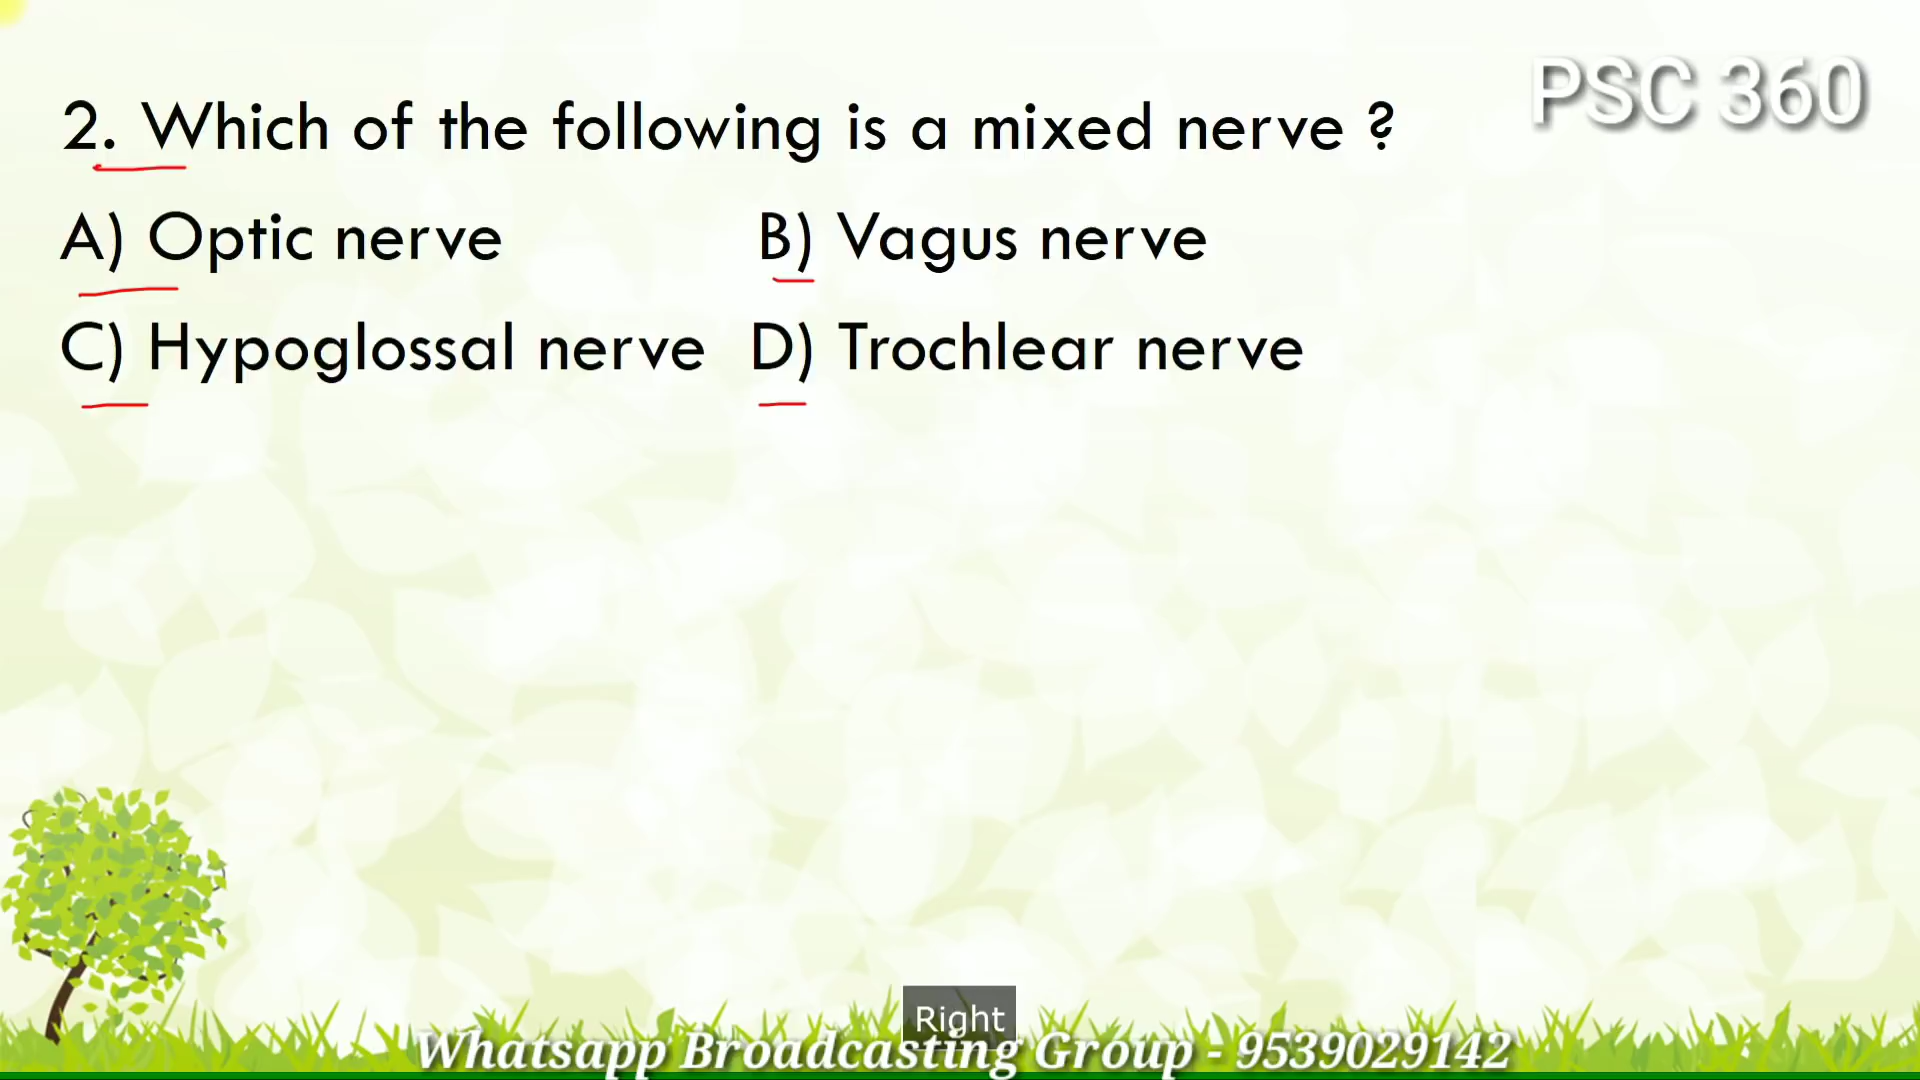 PSC 360
2. Which of the following is a mixed nerve ?
A) Optic nerve B) Vagus nerve
C) Hypoglossal nerve D) Trochlear nerve
Right
Whatsapp Broadcasting Group - 9539029142